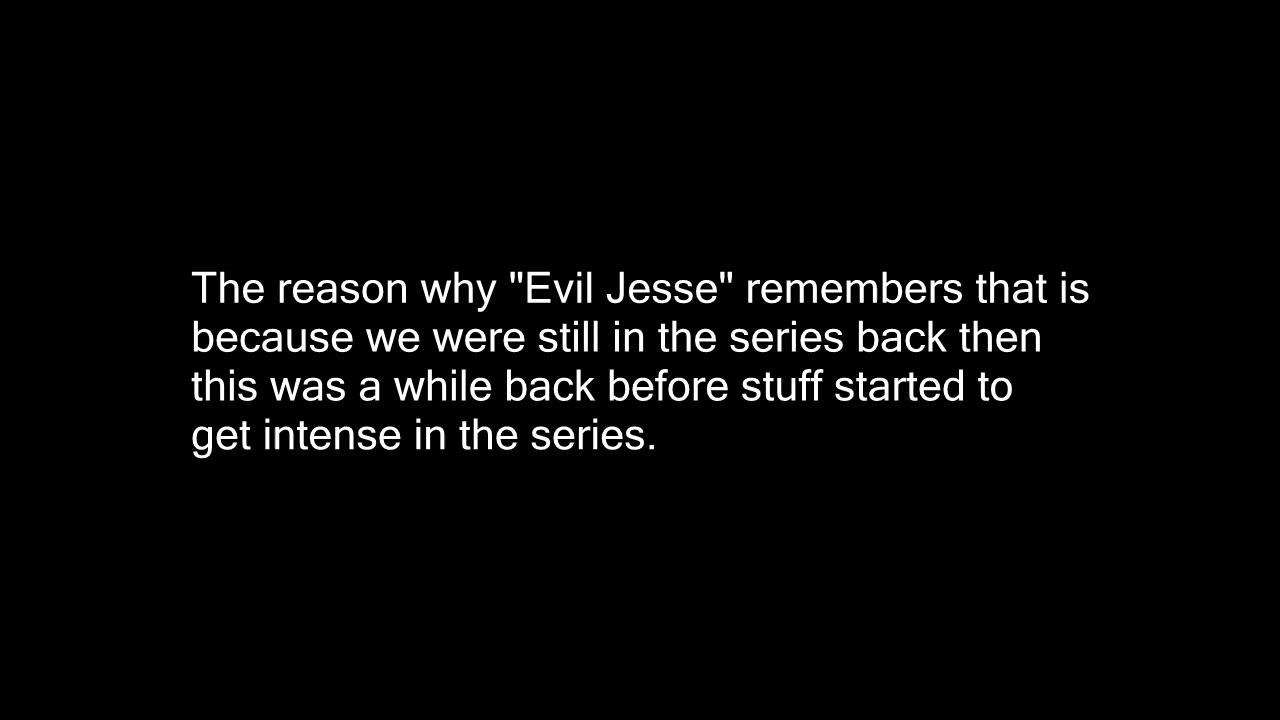 The reason why "Evil Jesse" remembers that is
because we were still in the series back then
this was a while back before stuff started to
get intense in the series.